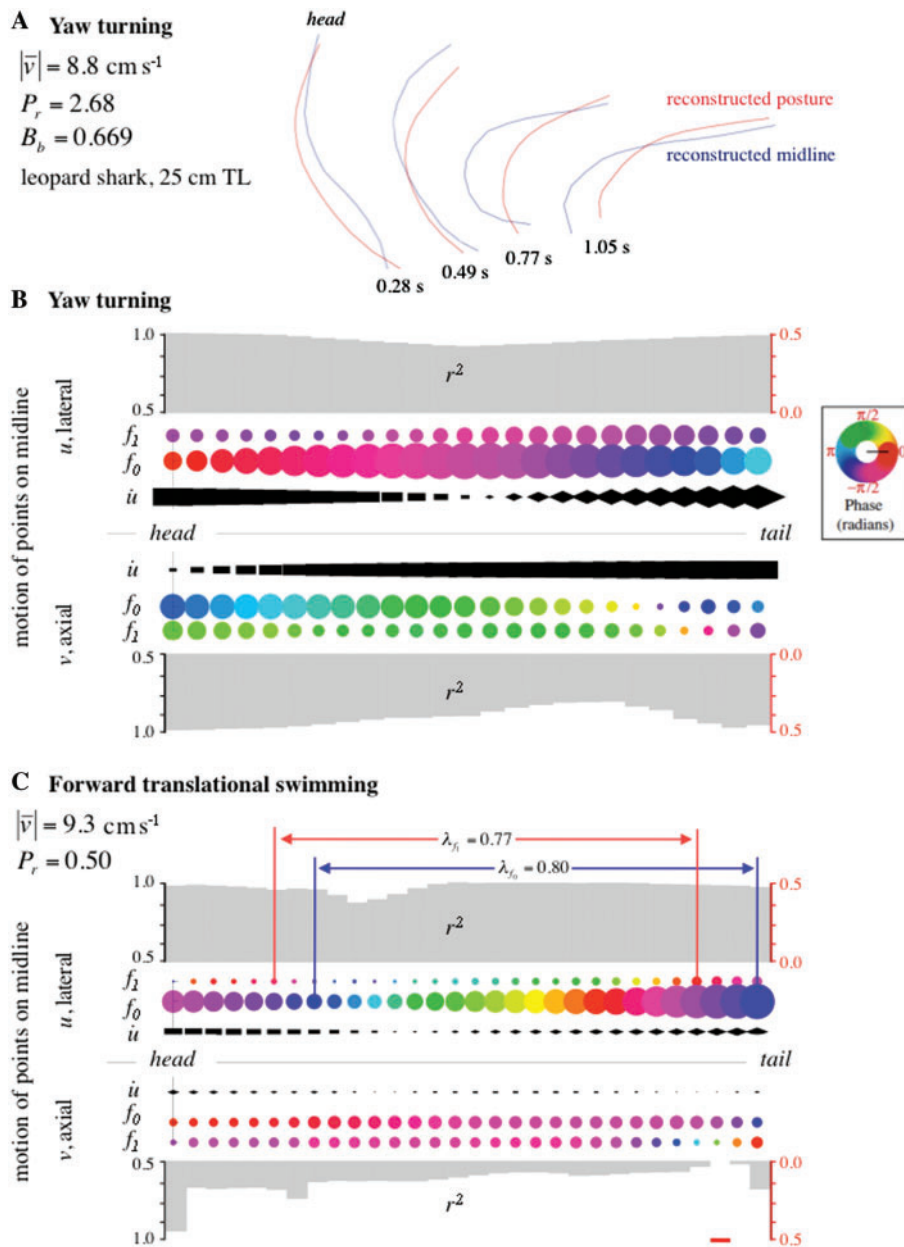 A Yaw turning
|v̅| = 8.8 cm s⁻¹
P_r = 2.68
B_b = 0.669
leopard shark, 25 cm TL
head
reconstructed posture
reconstructed midline
0.28 s
0.49 s
0.77 s
1.05 s
B Yaw turning
motion of points on midline
u, lateral
1.0
0.5
r²
0.5
0.0
f₁
f₀
u̇
head
tail
π/2
π
0
−π/2
Phase
(radians)
v, axial
u̇
f₀
f₁
0.5
1.0
r²
0.0
0.5
C Forward translational swimming
|v̅| = 9.3 cm s⁻¹
P_r = 0.50
λ_f₁ = 0.77
λ_f₀ = 0.80
motion of points on midline
u, lateral
1.0
0.5
r²
0.5
0.0
f₁
f₀
u̇
head
tail
v, axial
u̇
f₀
f₁
0.5
1.0
r²
0.0
0.5